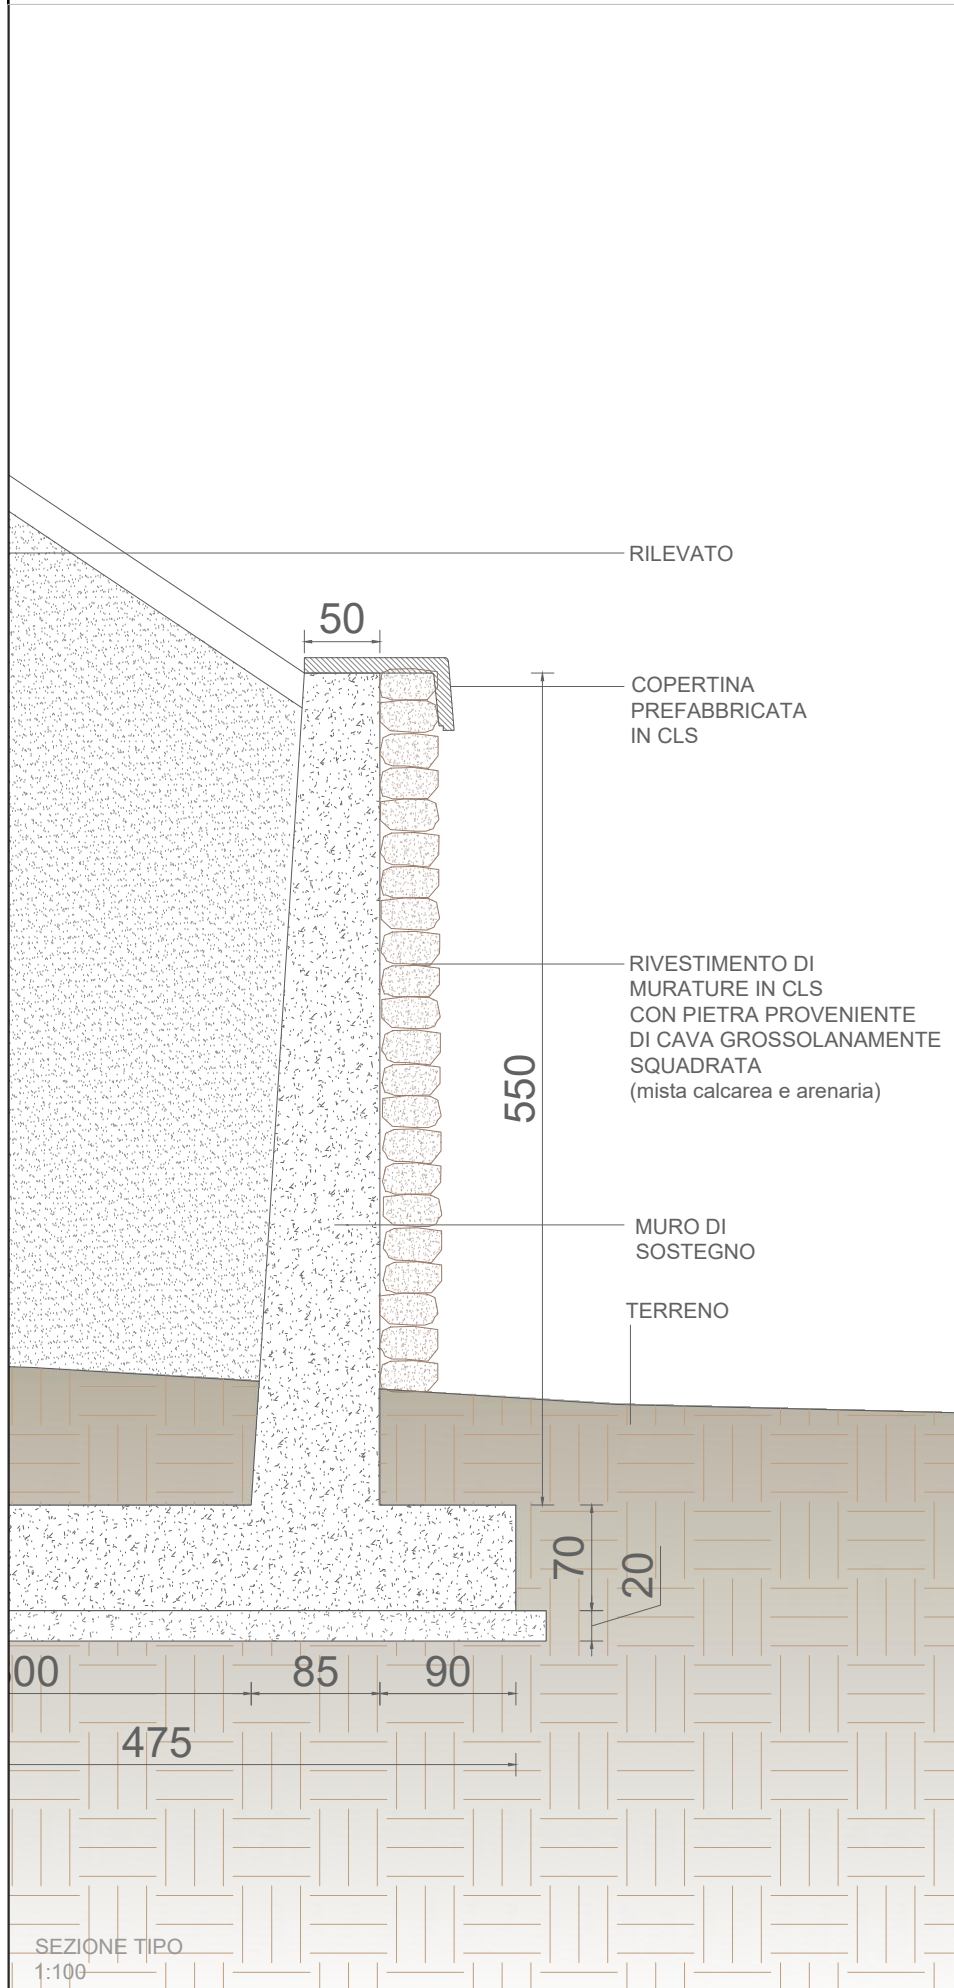 RILEVATO
50
COPERTINA
PREFABBRICATA
IN CLS
RIVESTIMENTO DI
MURATURE IN CLS
CON PIETRA PROVENIENTE
DI CAVA GROSSOLANAMENTE
SQUADRATA
(mista calcarea e arenaria)
550
MURO DI
SOSTEGNO
TERRENO
70
20
00
85
90
475
SEZIONE TIPO
1:100